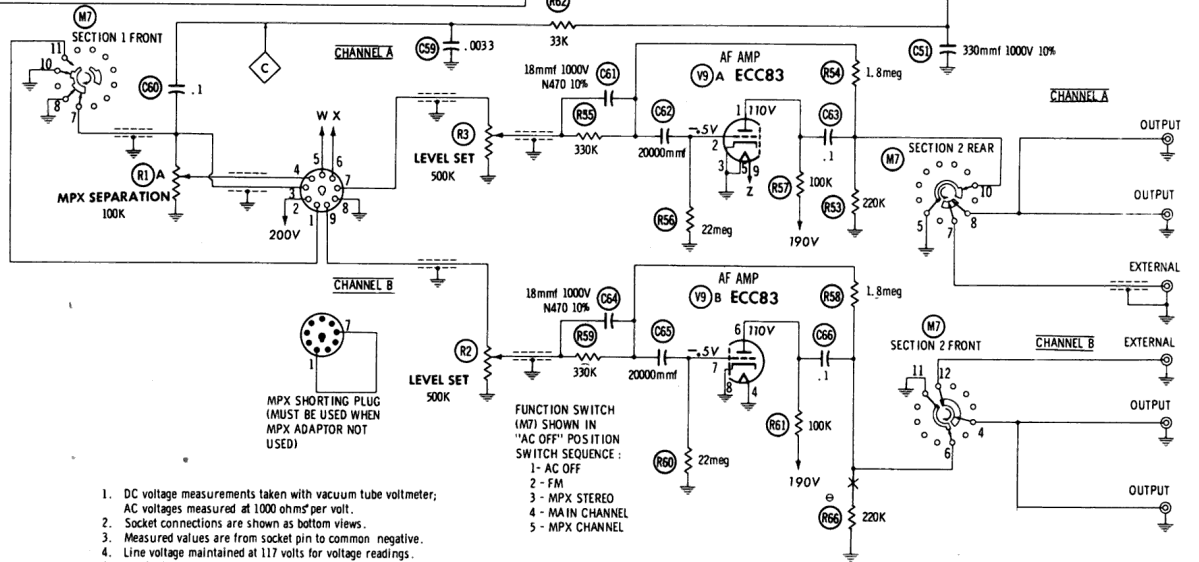 R62
33K
M7
SECTION 1 FRONT
11
10
8
7
C60
.1
C
CHANNEL A
C59
.0033
C51
330mmf 1000V 10%
18mmf 1000V
N470 10%
C61
R55
330K
C62
20000mmf
AF AMP
V9 A ECC83
1
110V
-.5V
2
3
5
9
Z
R56
22meg
R57
100K
190V
C63
.1
R54
1.8meg
R53
220K
CHANNEL A
M7
SECTION 2 REAR
10
5
7
8
OUTPUT
OUTPUT
EXTERNAL
R1 A
MPX SEPARATION
100K
W X
5
6
4
7
3
2
8
1
9
200V
R3
LEVEL SET
500K
CHANNEL B
R2
LEVEL SET
500K
18mmf 1000V
N470 10%
C64
R59
330K
C65
20000mmf
AF AMP
V9 B ECC83
6
110V
-.5V
7
8
4
R60
22meg
R61
100K
190V
C66
.1
R58
1.8meg
R66
220K
M7
SECTION 2 FRONT
11
12
4
6
CHANNEL B
EXTERNAL
OUTPUT
OUTPUT
7
1
MPX SHORTING PLUG
(MUST BE USED WHEN
MPX ADAPTOR NOT
USED)
FUNCTION SWITCH
(M7) SHOWN IN
"AC OFF" POSITION
SWITCH SEQUENCE :
1- AC OFF
2 - FM
3 - MPX STEREO
4 - MAIN CHANNEL
5 - MPX CHANNEL
1. DC voltage measurements taken with vacuum tube voltmeter;
AC voltages measured at 1000 ohms per volt.
2. Socket connections are shown as bottom views.
3. Measured values are from socket pin to common negative.
4. Line voltage maintained at 117 volts for voltage readings.